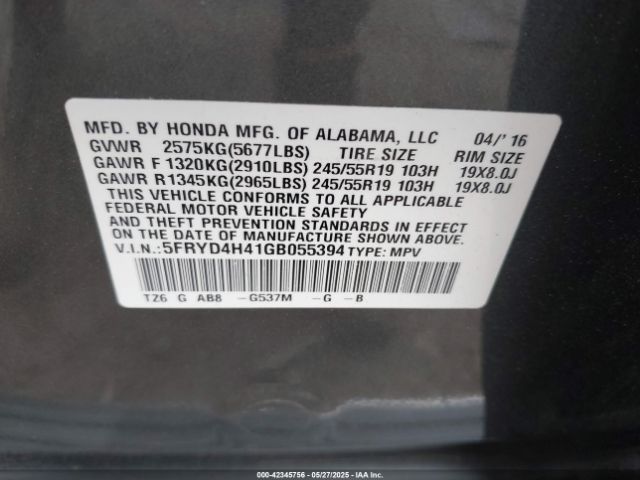 MFD. BY HONDA MFG. OF ALABAMA, LLC 04/' 16
GVWR 2575KG(5677LBS) TIRE SIZE RIM SIZE
GAWR F 1320KG(2910LBS) 245/55R19 103H 19X8.0J
GAWR R1345KG(2965LBS) 245/55R19 103H 19X8.0J
THIS VEHICLE CONFORMS TO ALL APPLICABLE
FEDERAL MOTOR VEHICLE SAFETY
AND THEFT PREVENTION STANDARDS IN EFFECT
ON THE DATE OF MANUFACTURE SHOWN ABOVE.
V.I.N.:5FRYD4H41GB055394 TYPE: MPV
TZ6 G AB8 -G537M -G -B
000-42345756 - 05/27/2025 - IAA Inc.